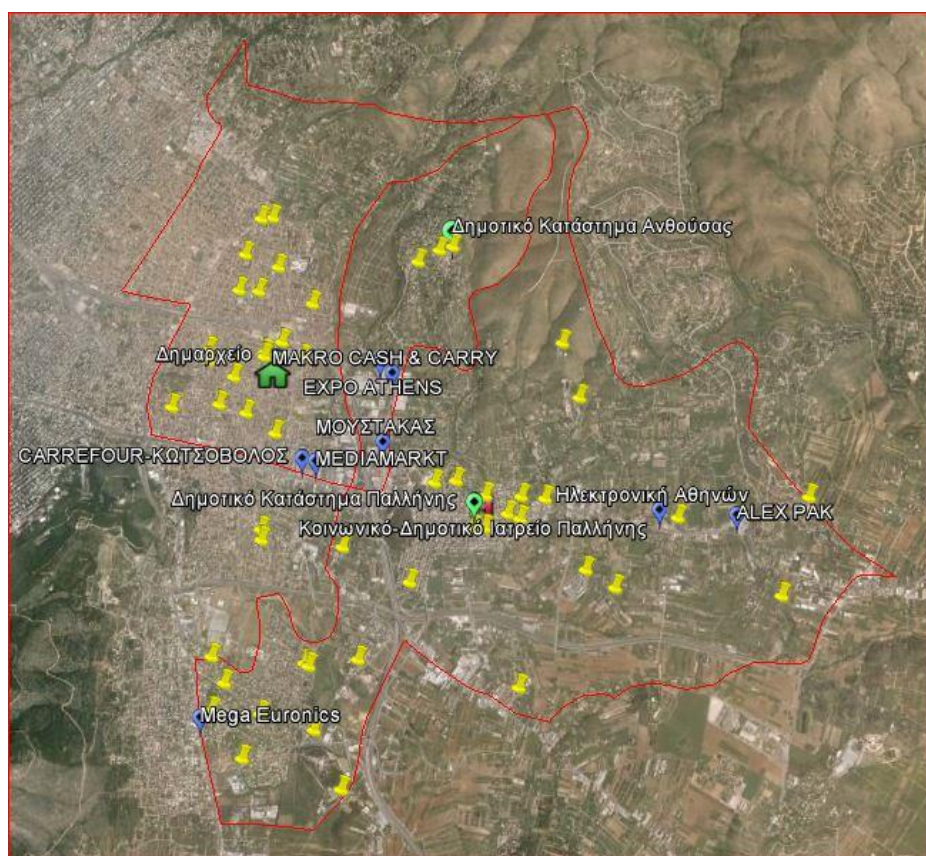 Δημοτικό Κατάστημα Ανθούσας
Δημαρχείο
MAKRO CASH & CARRY
EXPO ATHENS
ΜΟΥΣΤΑΚΑΣ
CARREFOUR-ΚΩΤΣΟΒΟΛΟΣ
MEDIAMARKT
Δημοτικό Κατάστημα Παλλήνης
Ηλεκτρονική Αθηνών
ALEX PAK
Κοινωνικό-Δημοτικό Ιατρείο Παλλήνης
Mega Euronics